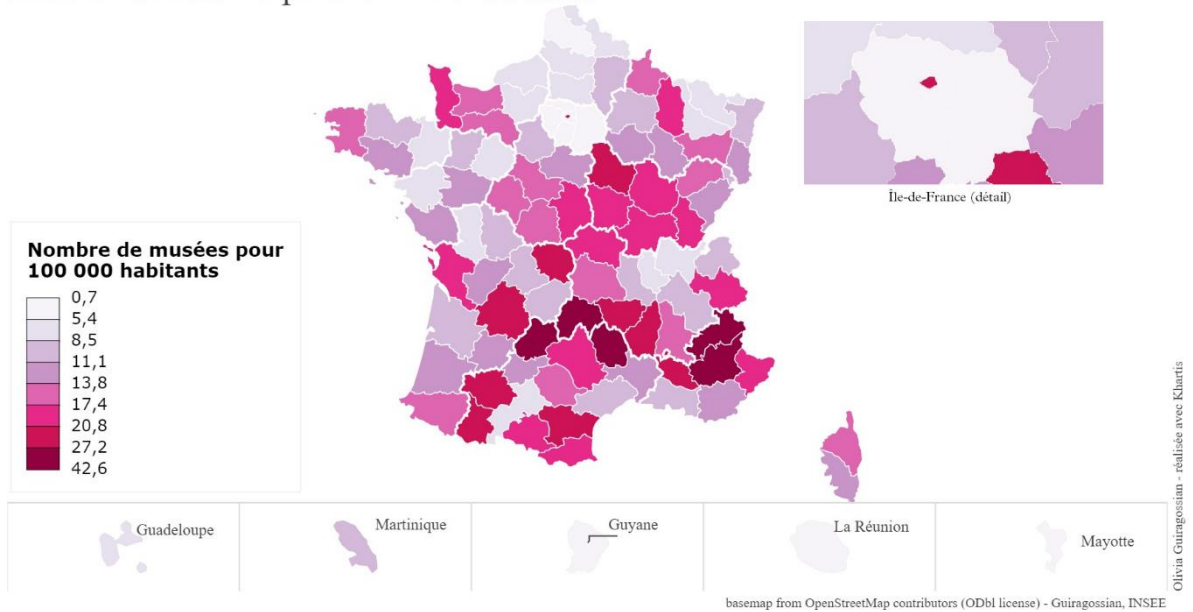 Île-de-France (détail)
Nombre de musées pour
100 000 habitants
0,7
5,4
8,5
11,1
13,8
17,4
20,8
27,2
42,6
Guadeloupe
Martinique
Guyane
La Réunion
Mayotte
Olivia Guiragossian - réalisée avec Khartis
basemap from OpenStreetMap contributors (ODbl license) - Guiragossian, INSEE